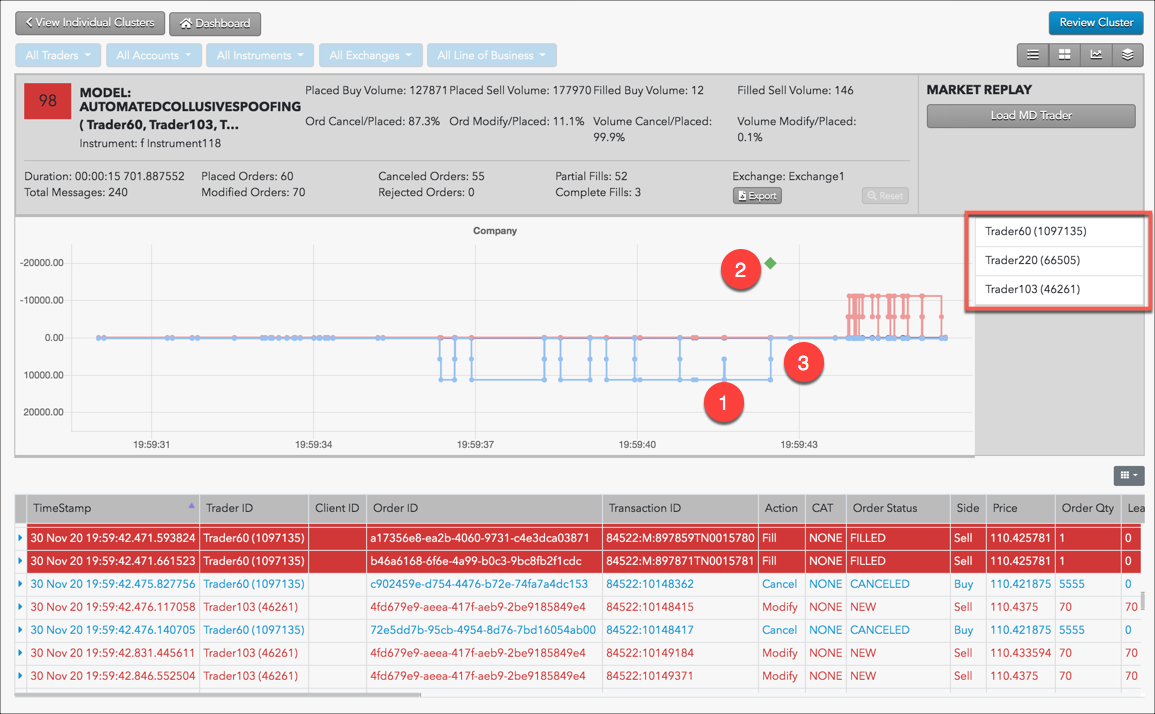 View Individual Clusters Dashboard Review Cluster
All Traders All Accounts All Instruments All Exchanges All Line of Business
98
MODEL:
AUTOMATEDCOLLUSIVESPOOFING
( Trader60, Trader103, T...
Instrument: f Instrument118
Placed Buy Volume: 127871 Placed Sell Volume: 177970 Filled Buy Volume: 12 Filled Sell Volume: 146
Ord Cancel/Placed: 87.3% Ord Modify/Placed: 11.1% Volume Cancel/Placed: 99.9% Volume Modify/Placed: 0.1%
MARKET REPLAY
Load MD Trader
Duration: 00:00:15 701.887552 Placed Orders: 60 Canceled Orders: 55 Partial Fills: 52 Exchange: Exchange1
Total Messages: 240 Modified Orders: 70 Rejected Orders: 0 Complete Fills: 3 Export Reset
Company
Trader60 (1097135)
Trader220 (66505)
Trader103 (46261)
-20000.00
-10000.00
0.00
10000.00
20000.00
2
3
1
19:59:31 19:59:34 19:59:37 19:59:40 19:59:43
TimeStamp Trader ID Client ID Order ID Transaction ID Action CAT Order Status Side Price Order Qty Lea
30 Nov 20 19:59:42.471.593824 Trader60 (1097135) a17356e8-ea2b-4060-9731-c4e3dca03871 84522:M:897859TN0015780 Fill NONE FILLED Sell 110.425781 1 0
30 Nov 20 19:59:42.471.661523 Trader60 (1097135) b46a6168-6f6e-4a99-b0c3-9bc8fb2f1cdc 84522:M:897871TN0015781 Fill NONE FILLED Sell 110.425781 1 0
30 Nov 20 19:59:42.475.827756 Trader60 (1097135) c902459e-d754-4476-b72e-74fa7a4dc153 84522:10148362 Cancel NONE CANCELED Buy 110.421875 5555 0
30 Nov 20 19:59:42.476.117058 Trader103 (46261) 4fd679e9-aeea-417f-aeb9-2be9185849e4 84522:10148415 Modify NONE NEW Sell 110.4375 70 70
30 Nov 20 19:59:42.476.140705 Trader60 (1097135) 72e5dd7b-95cb-4954-8d76-7bd16054ab00 84522:10148417 Cancel NONE CANCELED Buy 110.421875 5555 0
30 Nov 20 19:59:42.831.445611 Trader103 (46261) 4fd679e9-aeea-417f-aeb9-2be9185849e4 84522:10149184 Modify NONE NEW Sell 110.433594 70 70
30 Nov 20 19:59:42.846.552504 Trader103 (46261) 4fd679e9-aeea-417f-aeb9-2be9185849e4 84522:10149371 Modify NONE NEW Sell 110.4375 70 70